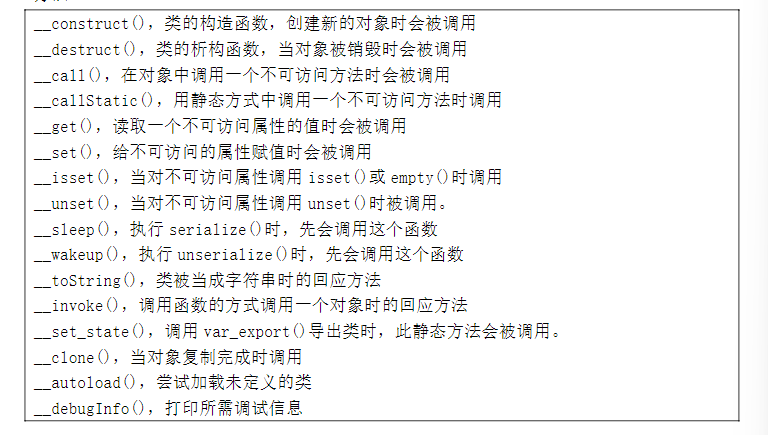 __construct()，类的构造函数，创建新的对象时会被调用
__destruct()，类的析构函数，当对象被销毁时会被调用
__call()，在对象中调用一个不可访问方法时会被调用
__callStatic()，用静态方式中调用一个不可访问方法时调用
__get()，读取一个不可访问属性的值时会被调用
__set()，给不可访问的属性赋值时会被调用
__isset()，当对不可访问属性调用 isset()或 empty()时调用
__unset()，当对不可访问属性调用 unset()时被调用。
__sleep()，执行 serialize()时，先会调用这个函数
__wakeup()，执行 unserialize()时，先会调用这个函数
__toString()，类被当成字符串时的回应方法
__invoke()，调用函数的方式调用一个对象时的回应方法
__set_state()，调用 var_export()导出类时，此静态方法会被调用。
__clone()，当对象复制完成时调用
__autoload()，尝试加载未定义的类
__debugInfo()，打印所需调试信息